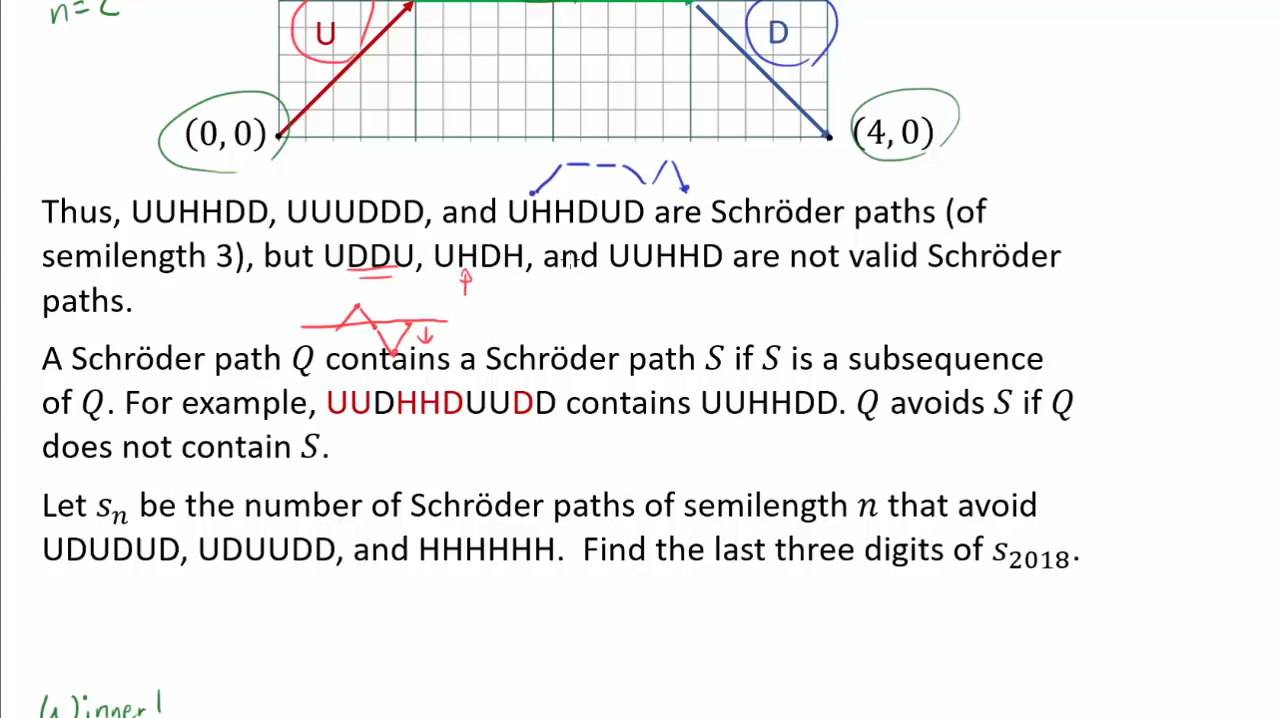 n=2
U
D
(0, 0)
(4, 0)
Thus, UUHHDD, UUUDDD, and UHHDUD are Schröder paths (of
semilength 3), but UDDU, UHDH, and UUHHD are not valid Schröder
paths.
A Schröder path Q contains a Schröder path S if S is a subsequence
of Q. For example, UUDHHDUUDD contains UUHHDD. Q avoids S if Q
does not contain S.
Let sₙ be the number of Schröder paths of semilength n that avoid
UDUDUD, UDUUDD, and HHHHHH. Find the last three digits of s₂₀₁₈.
Winner!